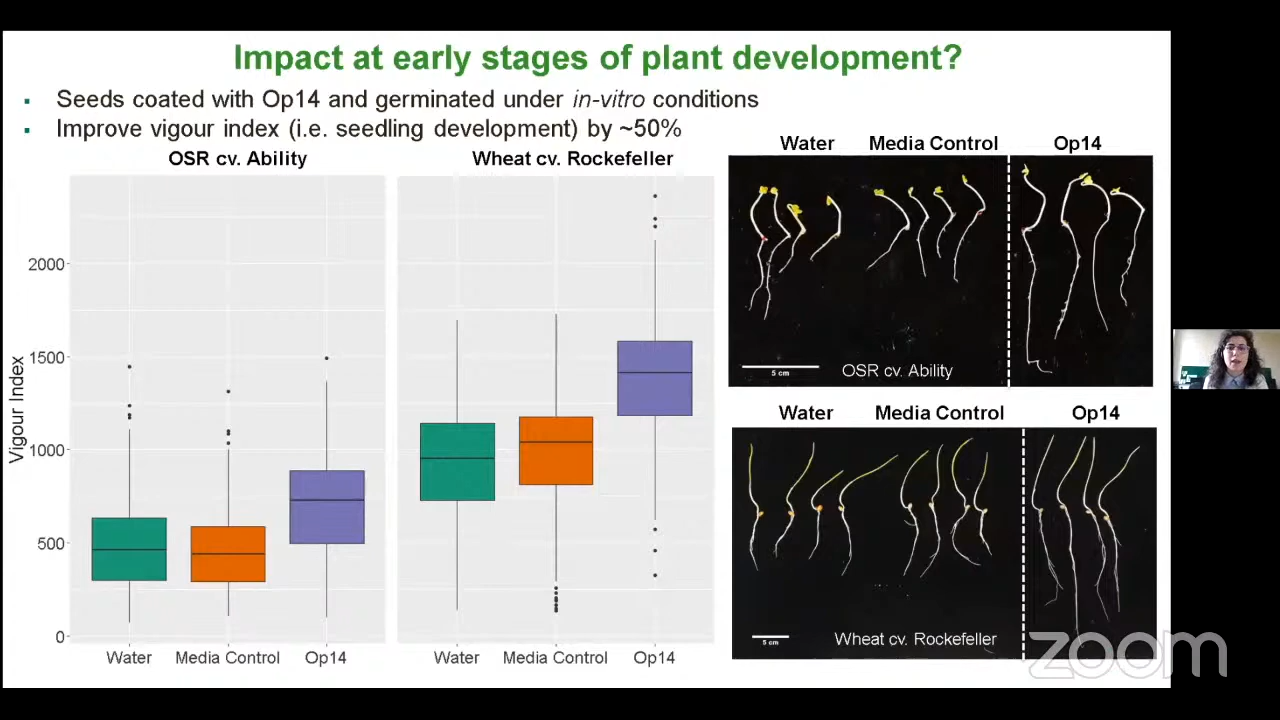 Impact at early stages of plant development?
▪ Seeds coated with Op14 and germinated under in-vitro conditions
▪ Improve vigour index (i.e. seedling development) by ~50%
OSR cv. Ability
Wheat cv. Rockefeller
Vigour Index
2000
1500
1000
500
0
Water Media Control Op14
Water Media Control Op14
Water Media Control Op14
5 cm
OSR cv. Ability
Water Media Control Op14
5 cm
Wheat cv. Rockefeller
zoom